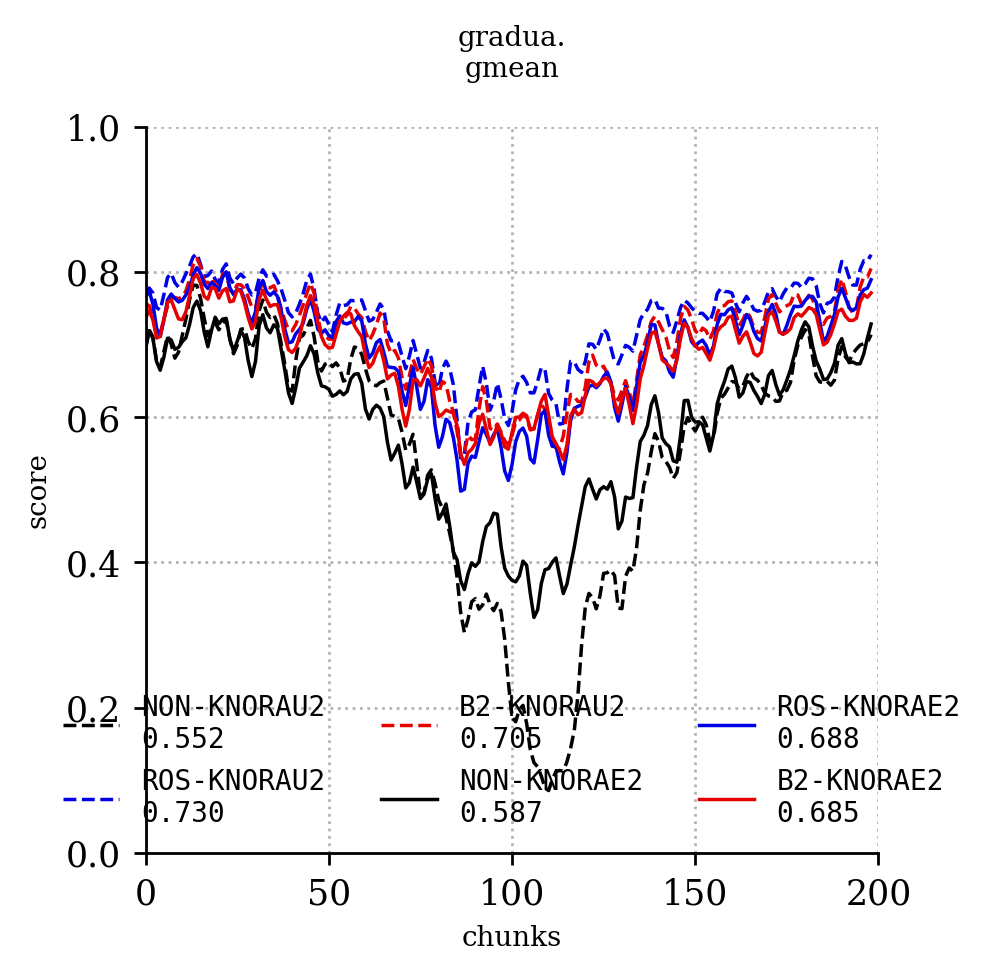 gradua.
gmean
1.0
0.8
0.6
0.4
0.2
0.0
score
NON-KNORAU2 B2-KNORAU2 ROS-KNORAE2
0.552 0.705 0.688
ROS-KNORAU2 NON-KNORAE2 B2-KNORAE2
0.730 0.587 0.685
0 50 100 150 200
chunks